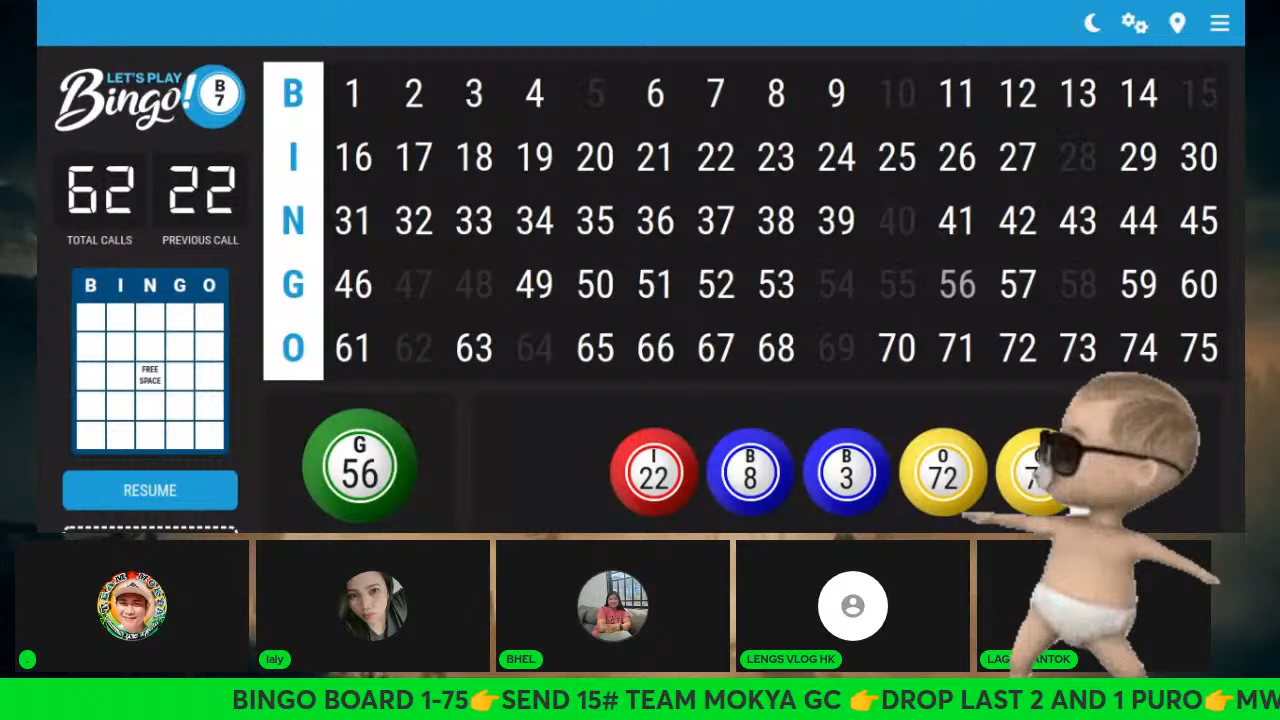 LET'S PLAY
Bingo!
B
7
62
22
TOTAL CALLS
PREVIOUS CALL
B I N G O
FREE
SPACE
RESUME
B 1 2 3 4 5 6 7 8 9 10 11 12 13 14 15
I 16 17 18 19 20 21 22 23 24 25 26 27 28 29 30
N 31 32 33 34 35 36 37 38 39 40 41 42 43 44 45
G 46 47 48 49 50 51 52 53 54 55 56 57 58 59 60
O 61 62 63 64 65 66 67 68 69 70 71 72 73 74 75
G
56
I
22
B
8
B
3
O
72
.
laly
BHEL
LENGS VLOG HK
BINGO BOARD 1-75👉SEND 15# TEAM MOKYA GC 👉DROP LAST 2 AND 1 PURO👉MW